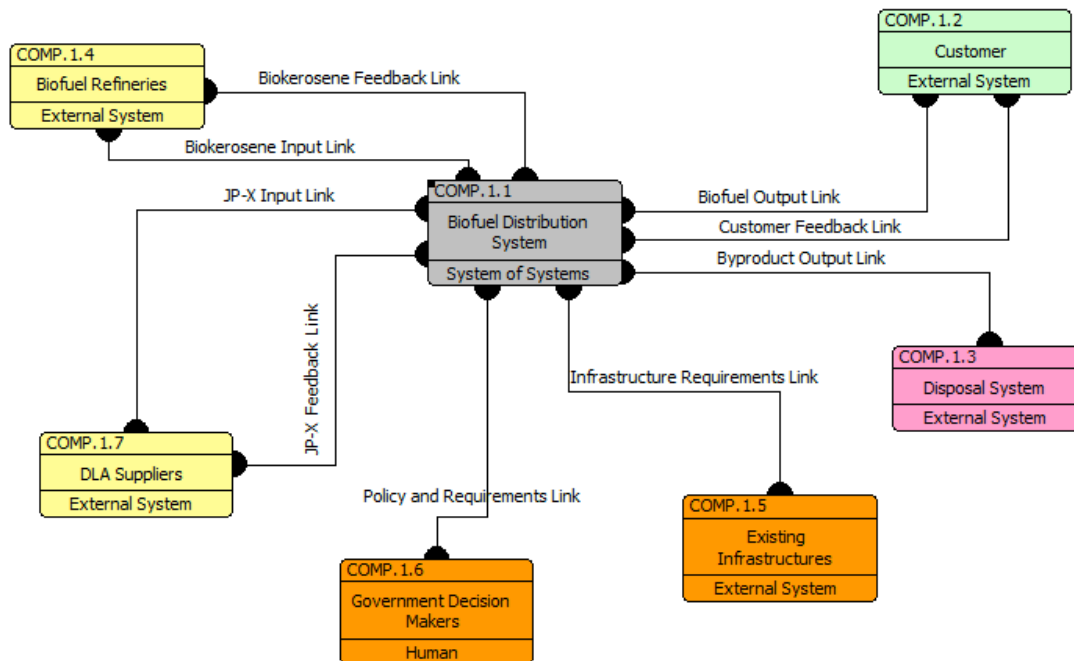 COMP.1.2
Customer
External System
COMP.1.4
Biofuel Refineries
External System
Biokerosene Feedback Link
Biokerosene Input Link
JP-X Input Link
COMP.1.1
Biofuel Distribution
System
System of Systems
Biofuel Output Link
Customer Feedback Link
Byproduct Output Link
COMP.1.3
Disposal System
External System
Infrastructure Requirements Link
JP-X Feedback Link
COMP.1.7
DLA Suppliers
External System
Policy and Requirements Link
COMP.1.5
Existing
Infrastructures
External System
COMP.1.6
Government Decision
Makers
Human